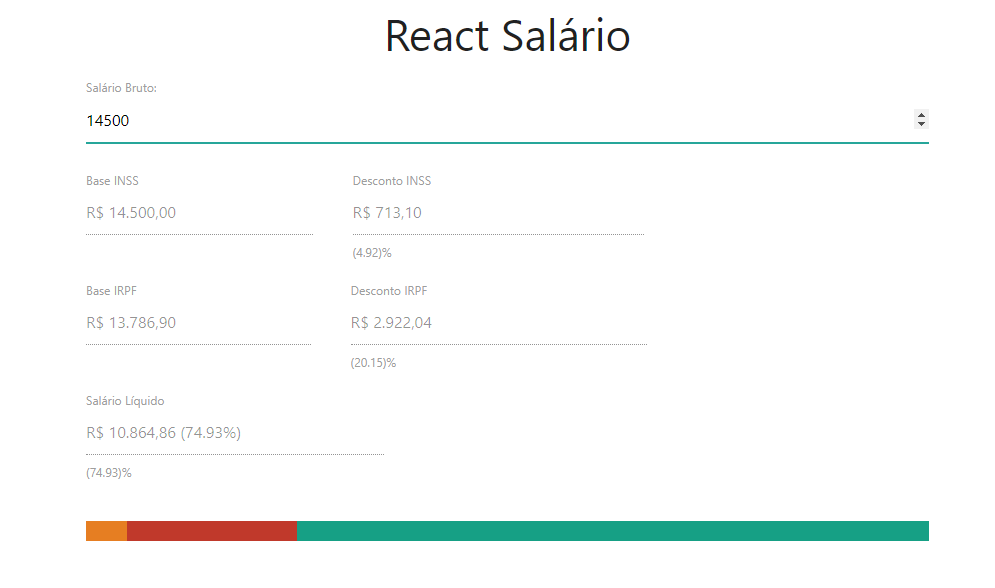 React Salário
Salário Bruto:
14500
Base INSS Desconto INSS
R$ 14.500,00 R$ 713,10
(4.92)%
Base IRPF Desconto IRPF
R$ 13.786,90 R$ 2.922,04
(20.15)%
Salário Líquido
R$ 10.864,86 (74.93%)
(74.93)%